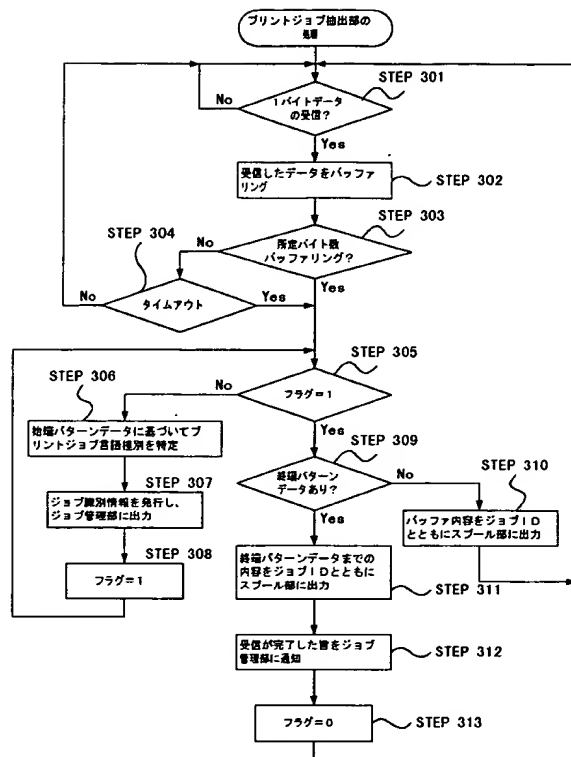 プリントジョブ抽出部の
処理
STEP 301
1バイトデータ
の受信?
No
Yes
受信したデータをバッファ
リング
STEP 302
STEP 303
所定バイト数
バッファリング?
No
Yes
STEP 304
タイムアウト
No
Yes
STEP 305
フラグ=1
No
Yes
STEP 306
始端パターンデータに基づいてプ
リントジョブ言語種別を特定
STEP 307
ジョブ識別情報を発行し、
ジョブ管理部に出力
STEP 308
フラグ=1
STEP 309
終端パターン
データあり?
No
Yes
STEP 310
バッファ内容をジョブID
とともにスプール部に出力
終端パターンデータまでの
内容をジョブIDとともに
スプール部に出力
STEP 311
受信が完了した旨をジョブ
管理部に通知
STEP 312
フラグ=0
STEP 313